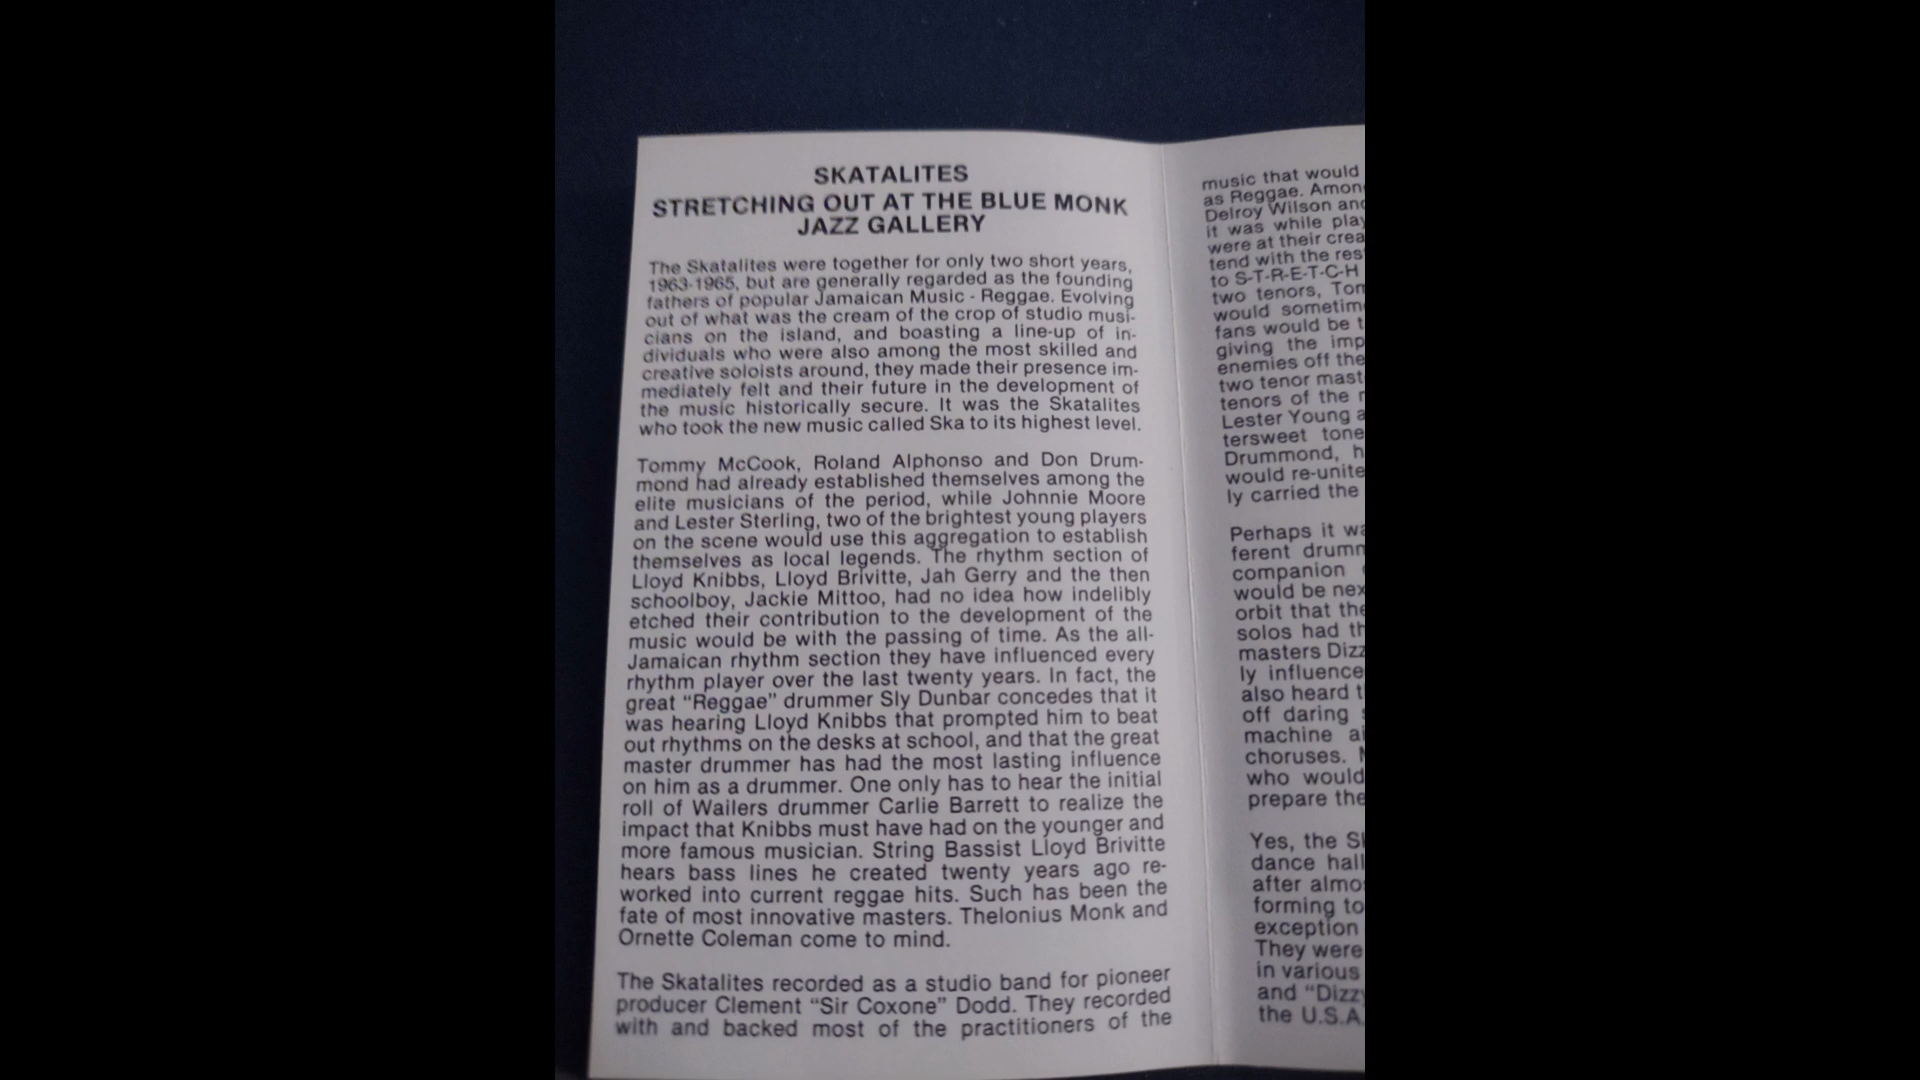 SKATALITES
STRETCHING OUT AT THE BLUE MONK
JAZZ GALLERY
The Skatalites were together for only two short years,
1963-1965, but are generally regarded as the founding
fathers of popular Jamaican Music - Reggae. Evolving
out of what was the cream of the crop of studio musi-
cians on the island, and boasting a line-up of in-
dividuals who were also among the most skilled and
creative soloists around, they made their presence im-
mediately felt and their future in the development of
the music historically secure. It was the Skatalites
who took the new music called Ska to its highest level.
Tommy McCook, Roland Alphonso and Don Drum-
mond had already established themselves among the
elite musicians of the period, while Johnnie Moore
and Lester Sterling, two of the brightest young players
on the scene would use this aggregation to establish
themselves as local legends. The rhythm section of
Lloyd Knibbs, Lloyd Brivitte, Jah Gerry and the then
schoolboy, Jackie Mittoo, had no idea how indelibly
etched their contribution to the development of the
music would be with the passing of time. As the all-
Jamaican rhythm section they have influenced every
rhythm player over the last twenty years. In fact, the
great “Reggae” drummer Sly Dunbar concedes that it
was hearing Lloyd Knibbs that prompted him to beat
out rhythms on the desks at school, and that the great
master drummer has had the most lasting influence
on him as a drummer. One only has to hear the initial
roll of Wailers drummer Carlie Barrett to realize the
impact that Knibbs must have had on the younger and
more famous musician. String Bassist Lloyd Brivitte
hears bass lines he created twenty years ago re-
worked into current reggae hits. Such has been the
fate of most innovative masters. Thelonius Monk and
Ornette Coleman come to mind.
The Skatalites recorded as a studio band for pioneer
producer Clement “Sir Coxone” Dodd. They recorded
with and backed most of the practitioners of the
music that would
as Reggae.
Delroy Wilson
it was while
were at their
tend with the
to S-T-R-E-T-C-H
two tenors,
would
fans would be
giving the
enemies off the
two tenor
tenors of the
Lester Young
tersweet tone
Drummond,
would re-unite
ly carried the
Perhaps it
ferent
companion
would be
orbit that
solos had
masters
ly
also heard
off daring
machine
choruses.
who would
prepare
Yes, the
dance
after
forming to
exception
They were
in various
and
the U.S.A.